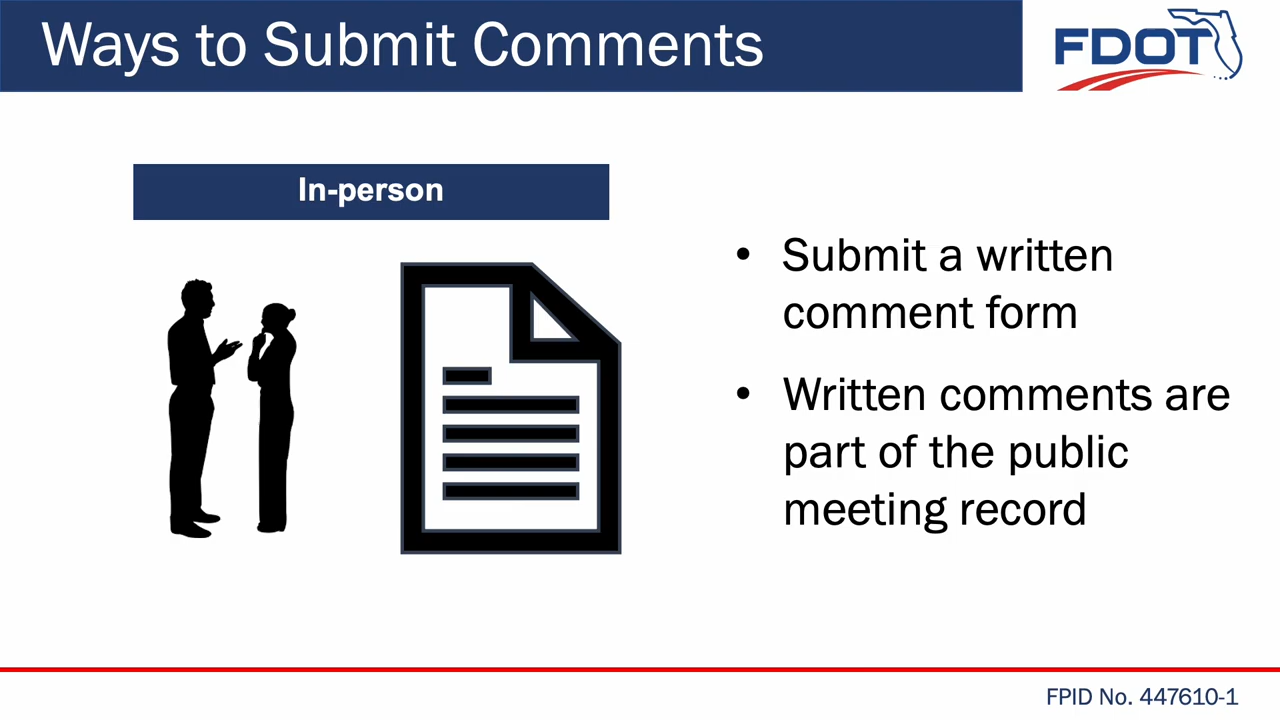 Ways to Submit Comments
FDOT
In-person
• Submit a written
comment form
• Written comments are
part of the public
meeting record
FPID No. 447610-1